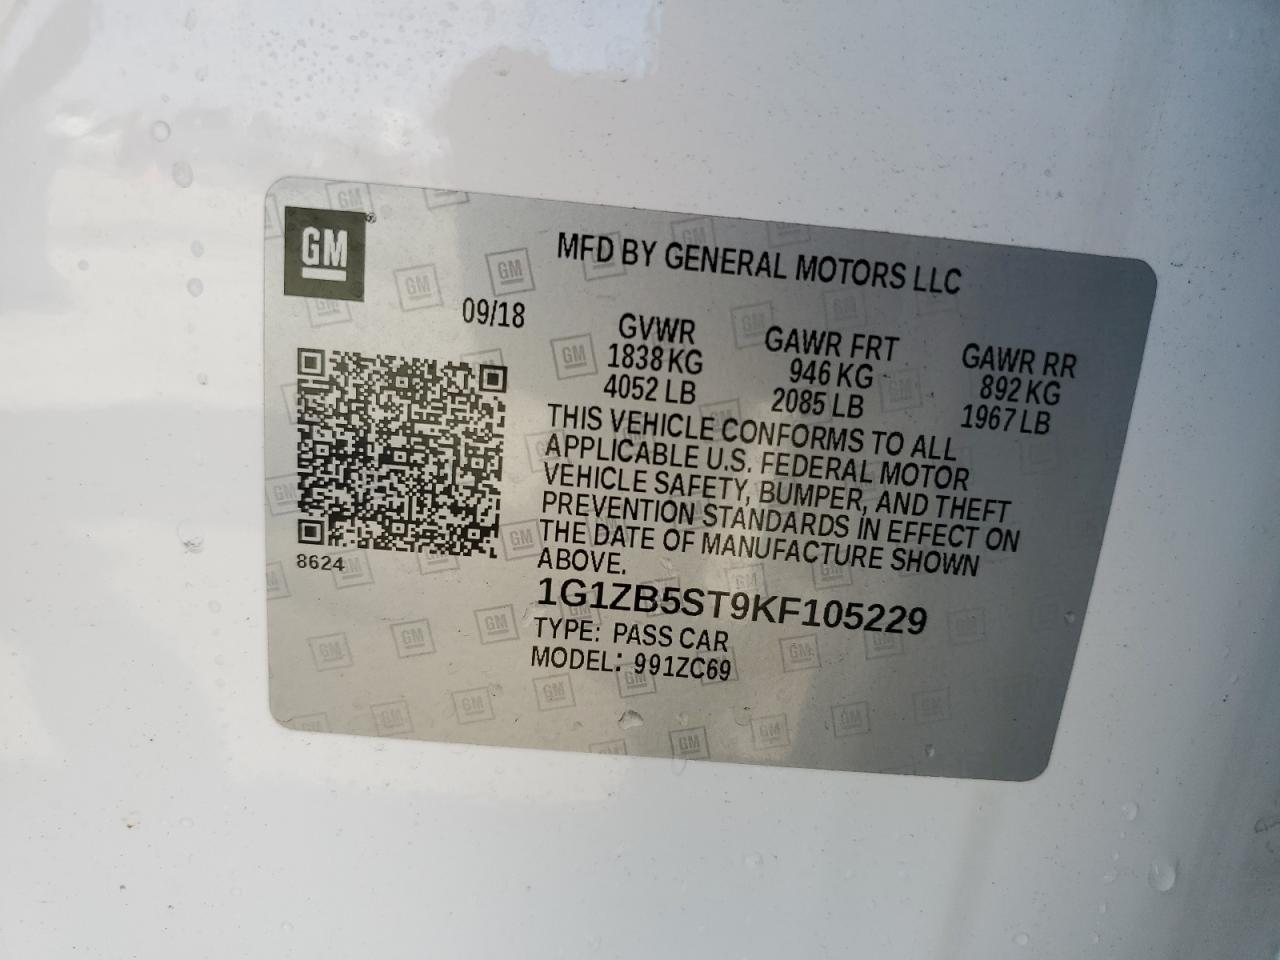 GM
MFD BY GENERAL MOTORS LLC
09/18
GVWR GAWR FRT GAWR RR
1838 KG 946 KG 892 KG
4052 LB 2085 LB 1967 LB
THIS VEHICLE CONFORMS TO ALL
APPLICABLE U.S. FEDERAL MOTOR
VEHICLE SAFETY, BUMPER, AND THEFT
PREVENTION STANDARDS IN EFFECT ON
THE DATE OF MANUFACTURE SHOWN
ABOVE.
8624
1G1ZB5ST9KF105229
TYPE: PASS CAR
MODEL: 991ZC69